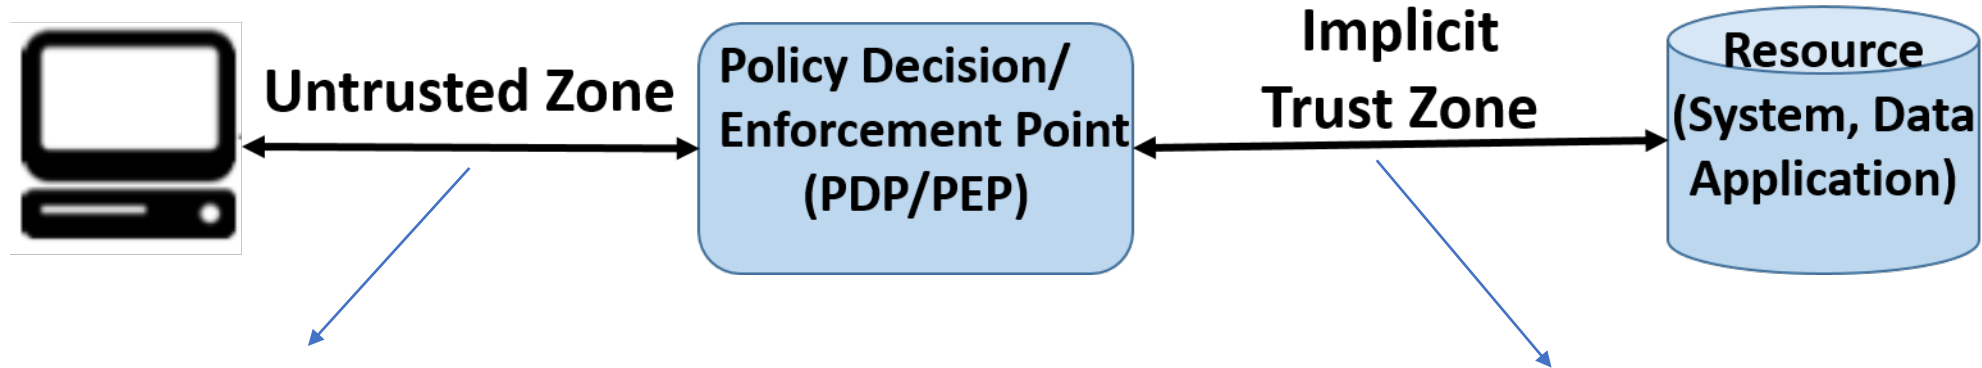 Untrusted Zone
Policy Decision/
Enforcement Point
(PDP/PEP)
Implicit
Trust Zone
Resource
(System, Data
Application)